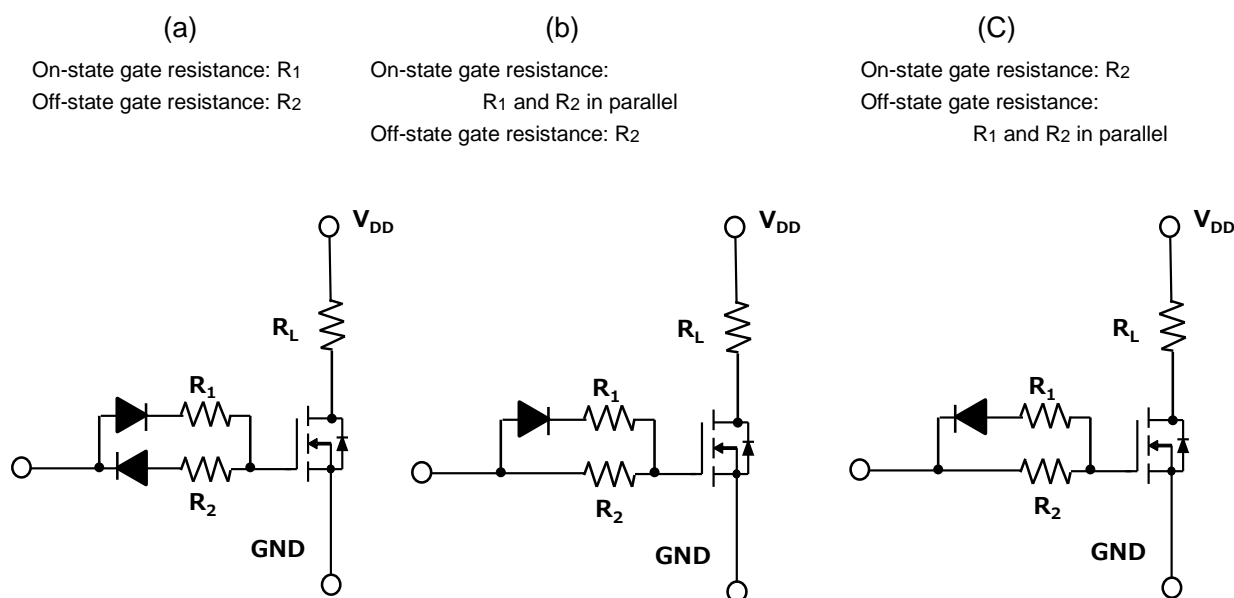 (a)
On-state gate resistance: R1
Off-state gate resistance: R2
(b)
On-state gate resistance:
R1 and R2 in parallel
Off-state gate resistance: R2
(C)
On-state gate resistance: R2
Off-state gate resistance:
R1 and R2 in parallel
VDD
RL
R1
R2
GND
VDD
RL
R1
R2
GND
VDD
RL
R1
R2
GND